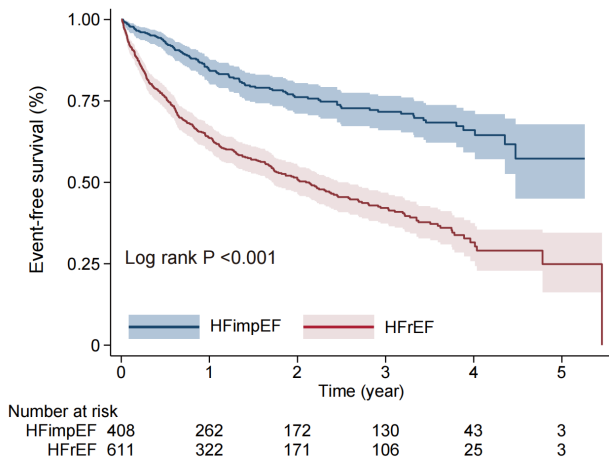 Event-free survival (%)
1.00
0.75
0.50
0.25
0
Log rank P <0.001
HFimpEF HFrEF
0 1 2 3 4 5
Time (year)
Number at risk
HFimpEF 408 262 172 130 43 3
HFrEF 611 322 171 106 25 3